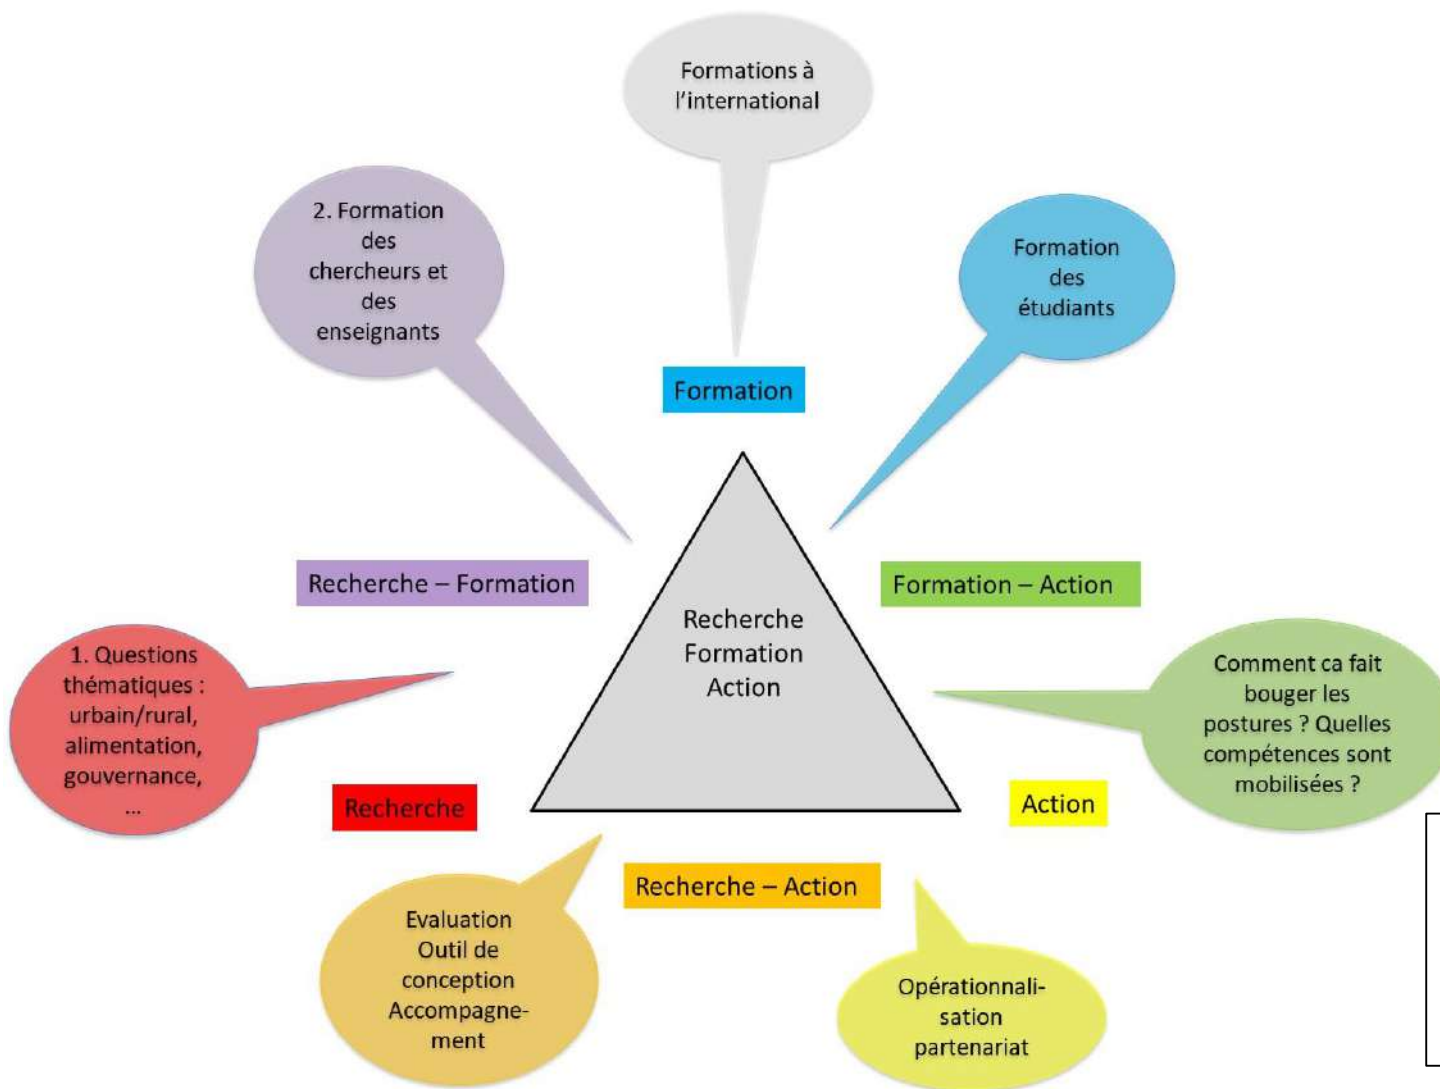 Formations à
l'international
2. Formation
des
chercheurs et
des
enseignants
Formation
des
étudiants
Formation
Recherche – Formation
Formation – Action
Recherche
Formation
Action
1. Questions
thématiques :
urbain/rural,
alimentation,
gouvernance,
...
Comment ca fait
bouger les
postures ? Quelles
compétences sont
mobilisées ?
Recherche
Action
Recherche – Action
Evaluation
Outil de
conception
Accompagne-
ment
Opérationnali-
sation
partenariat